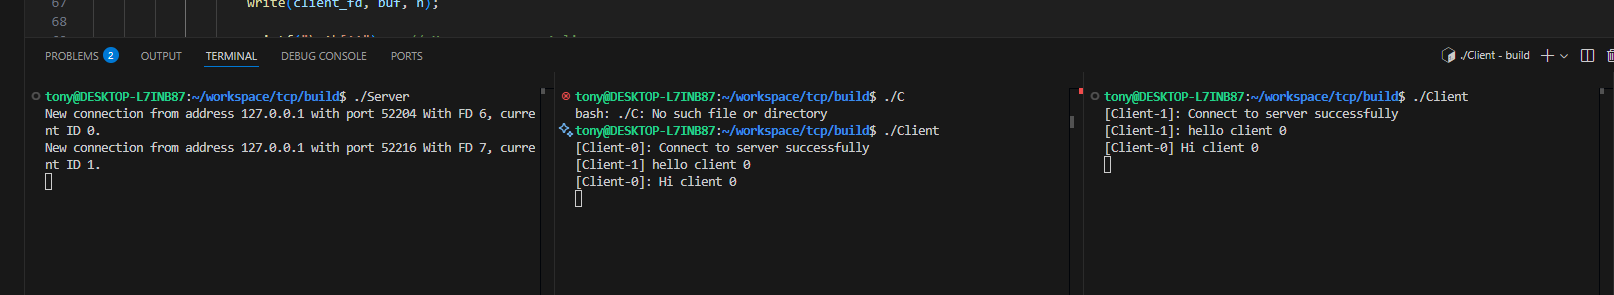 67 write(client_fd, buf, n);
68
PROBLEMS 2 OUTPUT TERMINAL DEBUG CONSOLE PORTS ./Client - build
tony@DESKTOP-L7INB87:~/workspace/tcp/build$ ./Server
New connection from address 127.0.0.1 with port 52204 With FD 6, curre
nt ID 0.
New connection from address 127.0.0.1 with port 52216 With FD 7, curre
nt ID 1.
tony@DESKTOP-L7INB87:~/workspace/tcp/build$ ./C
bash: ./C: No such file or directory
tony@DESKTOP-L7INB87:~/workspace/tcp/build$ ./Client
[Client-0]: Connect to server successfully
[Client-1] hello client 0
[Client-0]: Hi client 0
tony@DESKTOP-L7INB87:~/workspace/tcp/build$ ./Client
[Client-1]: Connect to server successfully
[Client-1]: hello client 0
[Client-0] Hi client 0